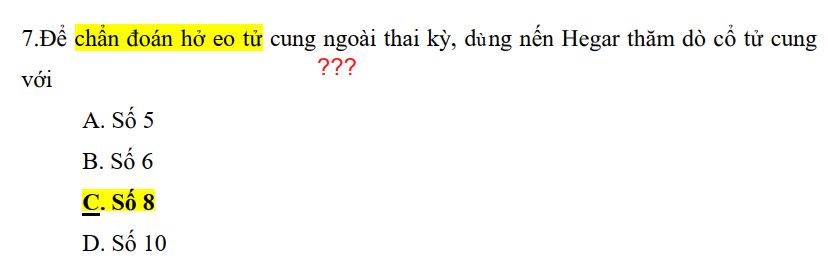 7.Để chẩn đoán hở eo tử cung ngoài thai kỳ, dùng nến Hegar thăm dò cổ tử cung
???
với
A. Số 5
B. Số 6
C. Số 8
D. Số 10